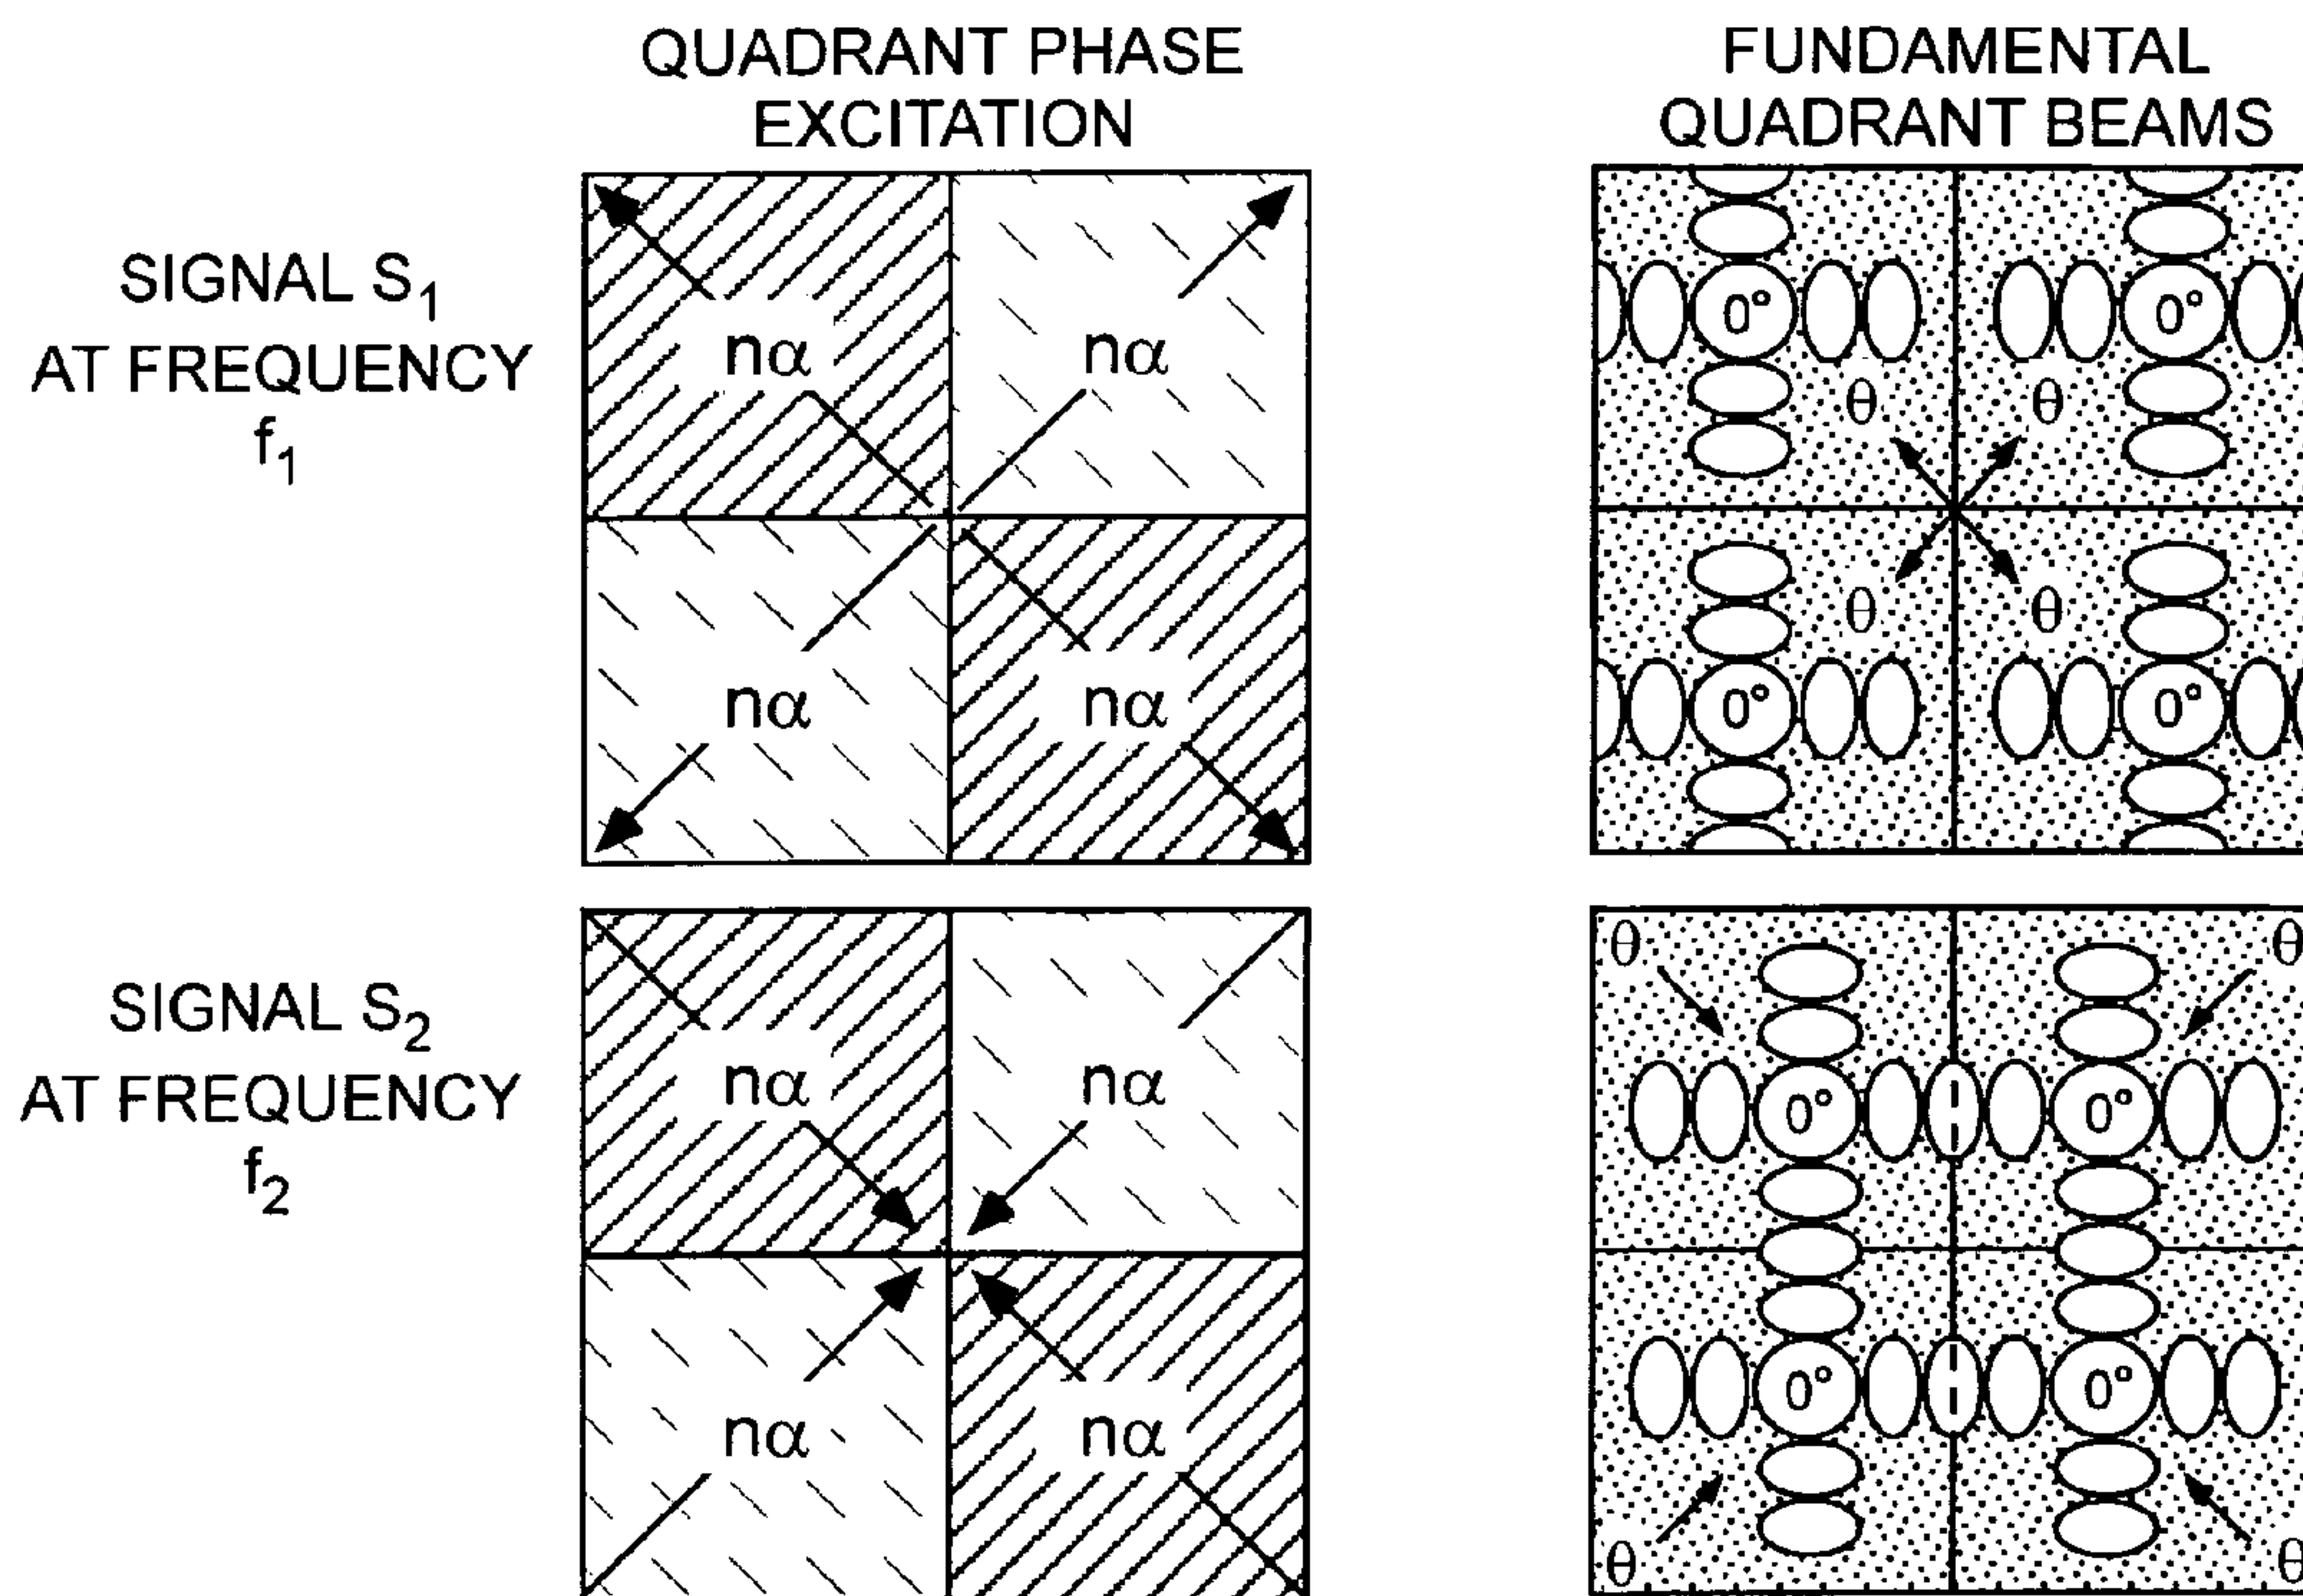 QUADRANT PHASE
EXCITATION
FUNDAMENTAL
QUADRANT BEAMS
SIGNAL S1
AT FREQUENCY
f1
nα nα
nα nα
0° 0°
θ θ
θ θ
0° 0°
SIGNAL S2
AT FREQUENCY
f2
nα nα
nα nα
θ θ
0° 0°
0° 0°
θ θ